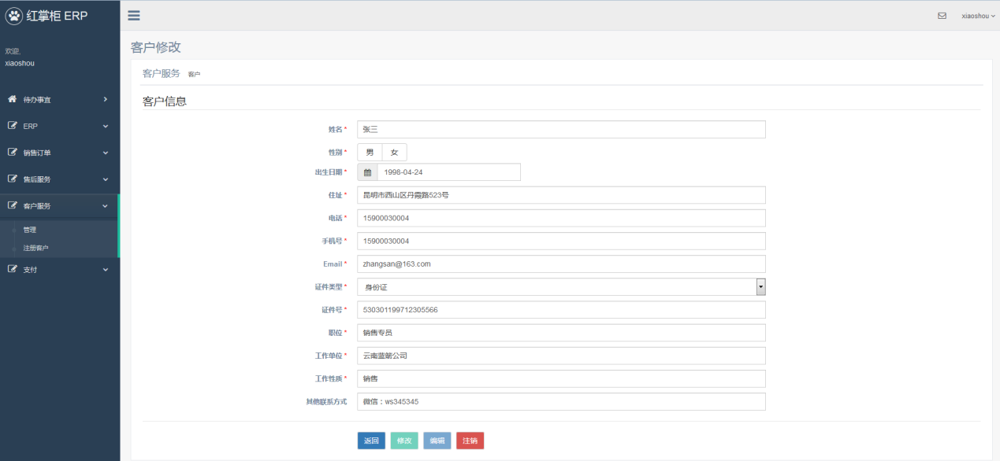 红掌柜 ERP
xiaoshou
欢迎,
xiaoshou
待办事宜
ERP
销售订单
售后服务
客户服务
管理
注册客户
支付
客户修改
客户服务 客户
客户信息
姓名* 张三
性别* 男 女
出生日期* 1998-04-24
住址* 昆明市西山区丹霞路523号
电话* 15900030004
手机号* 15900030004
Email* zhangsan@163.com
证件类型* 身份证
证件号* 530301199712305566
职位* 销售专员
工作单位* 云南蓝箭公司
工作性质* 销售
其他联系方式 微信：ws345345
返回 修改 编辑 注销